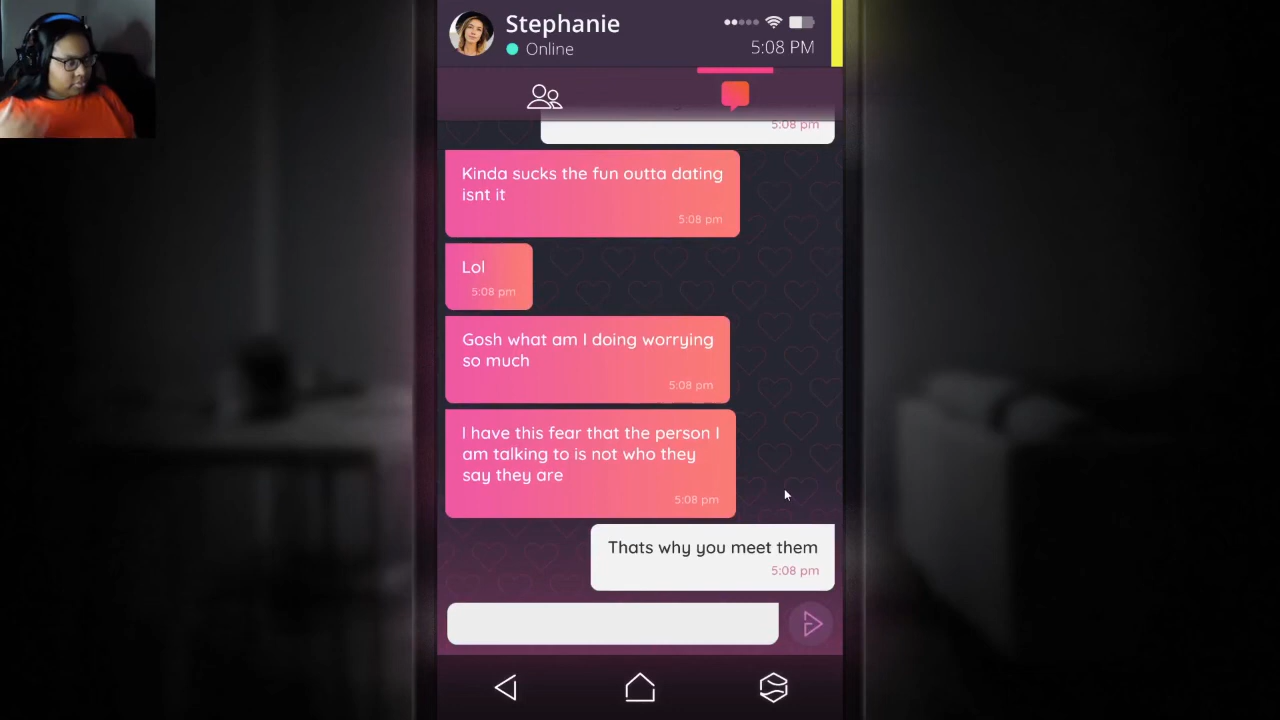 Stephanie
Online
5:08 PM
5:08 pm
Kinda sucks the fun outta dating
isnt it
5:08 pm
Lol
5:08 pm
Gosh what am I doing worrying
so much
5:08 pm
I have this fear that the person I
am talking to is not who they
say they are
5:08 pm
Thats why you meet them
5:08 pm